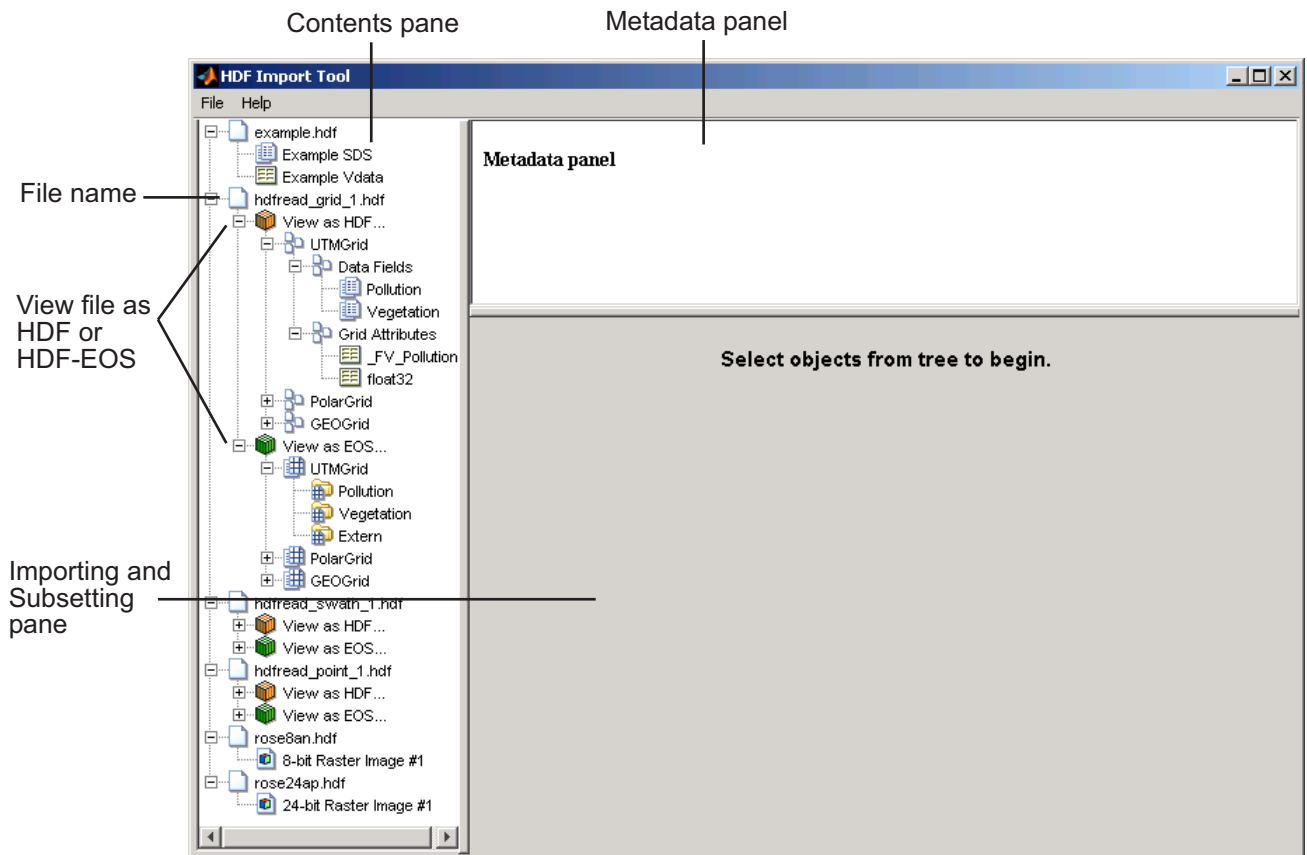 Contents pane
Metadata panel
HDF Import Tool
File Help
example.hdf
Example SDS
Example Vdata
Metadata panel
File name
hdfread_grid_1.hdf
View as HDF...
UTMGrid
Data Fields
Pollution
Vegetation
View file as
HDF or
HDF-EOS
Grid Attributes
_FV_Pollution
float32
Select objects from tree to begin.
PolarGrid
GEOGrid
View as EOS...
UTMGrid
Pollution
Vegetation
Extern
PolarGrid
GEOGrid
Importing and
Subsetting
pane
hdfread_swath_1.hdf
View as HDF...
View as EOS...
hdfread_point_1.hdf
View as HDF...
View as EOS...
rose8an.hdf
8-bit Raster Image #1
rose24ap.hdf
24-bit Raster Image #1